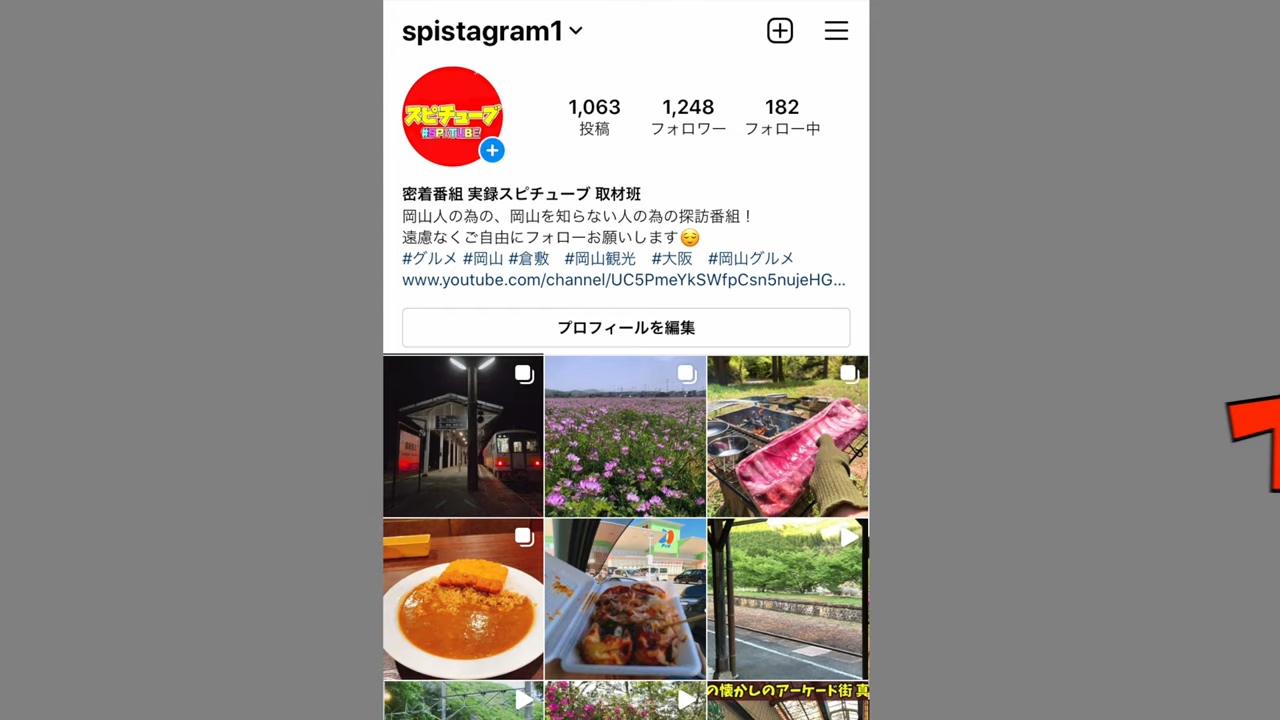 spistagram1
スピチューブ
#SPITUBE
1,063
投稿
1,248
フォロワー
182
フォロー中
密着番組 実録スピチューブ 取材班
岡山人の為の、岡山を知らない人の為の探訪番組！
遠慮なくご自由にフォローお願いします😌
#グルメ #岡山 #倉敷　#岡山観光　#大阪　#岡山グルメ
www.youtube.com/channel/UC5PmeYkSWfpCsn5nujeHG...
プロフィールを編集
の懐かしのアーケード街 真